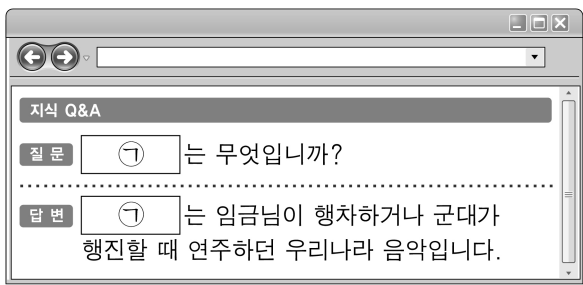 지식 Q&A
질문 ㉠ 는 무엇입니까?
답변 ㉠ 는 임금님이 행차하거나 군대가
행진할 때 연주하던 우리나라 음악입니다.